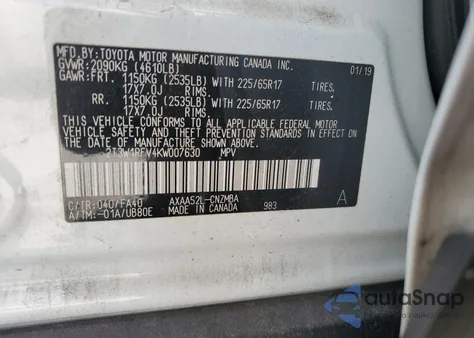 MFD.BY:TOYOTA MOTOR MANUFACTURING CANADA INC.
GVWR:2090KG (4610LB) 01/19
GAWR:FRT. 1150KG (2535LB) WITH 225/65R17 TIRES.
17X7.0J RIMS.
RR. 1150KG (2535LB) WITH 225/65R17 TIRES.
17X7.0J RIMS.
THIS VEHICLE CONFORMS TO ALL APPLICABLE FEDERAL MOTOR
VEHICLE SAFETY AND THEFT PREVENTION STANDARDS IN EFFECT ON
THE DATE OF MANUFACTURE SHOWN ABOVE.
2T3W1RFV4KW007630 MPV
C/TR:040/FA40 AXAA52L-CNZMBA A
A/TM:-01A/UB80E MADE IN CANADA 983
autoSnap